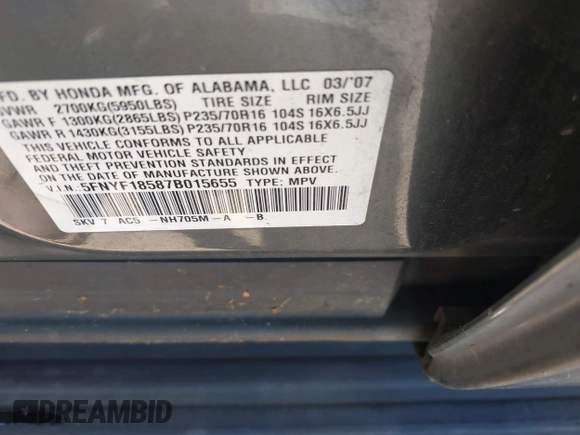 FD. BY HONDA MFG. OF ALABAMA, LLC 03/'07
GVWR 2700KG(5950LBS) TIRE SIZE RIM SIZE
GAWR F 1300KG(2865LBS)P235/70R16 104S 16X6.5JJ
GAWR R 1430KG(3155LBS)P235/70R16 104S 16X6.5JJ
THIS VEHICLE CONFORMS TO ALL APPLICABLE
FEDERAL MOTOR VEHICLE SAFETY
THEFT PREVENTION STANDARDS IN EFFECT
DATE OF MANUFACTURE SHOWN ABOVE.
V.I.N.: 5FNYF18587B015655 TYPE: MPV
SKV 7 AC5 -NH705M-A -B.
DREAMBID